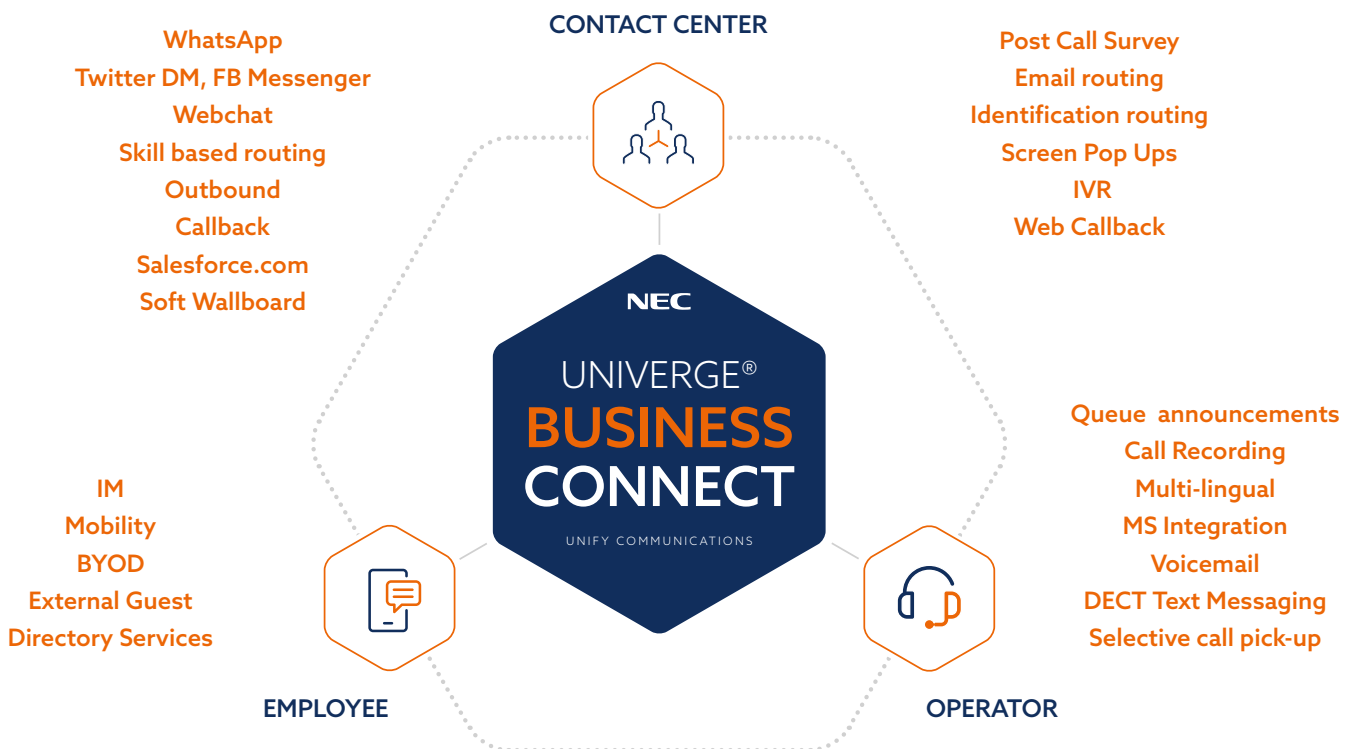 CONTACT CENTER
WhatsApp
Twitter DM, FB Messenger
Webchat
Skill based routing
Outbound
Callback
Salesforce.com
Soft Wallboard
Post Call Survey
Email routing
Identification routing
Screen Pop Ups
IVR
Web Callback
NEC
UNIVERGE®
BUSINESS
CONNECT
UNIFY COMMUNICATIONS
IM
Mobility
BYOD
External Guest
Directory Services
EMPLOYEE
Queue announcements
Call Recording
Multi-lingual
MS Integration
Voicemail
DECT Text Messaging
Selective call pick-up
OPERATOR